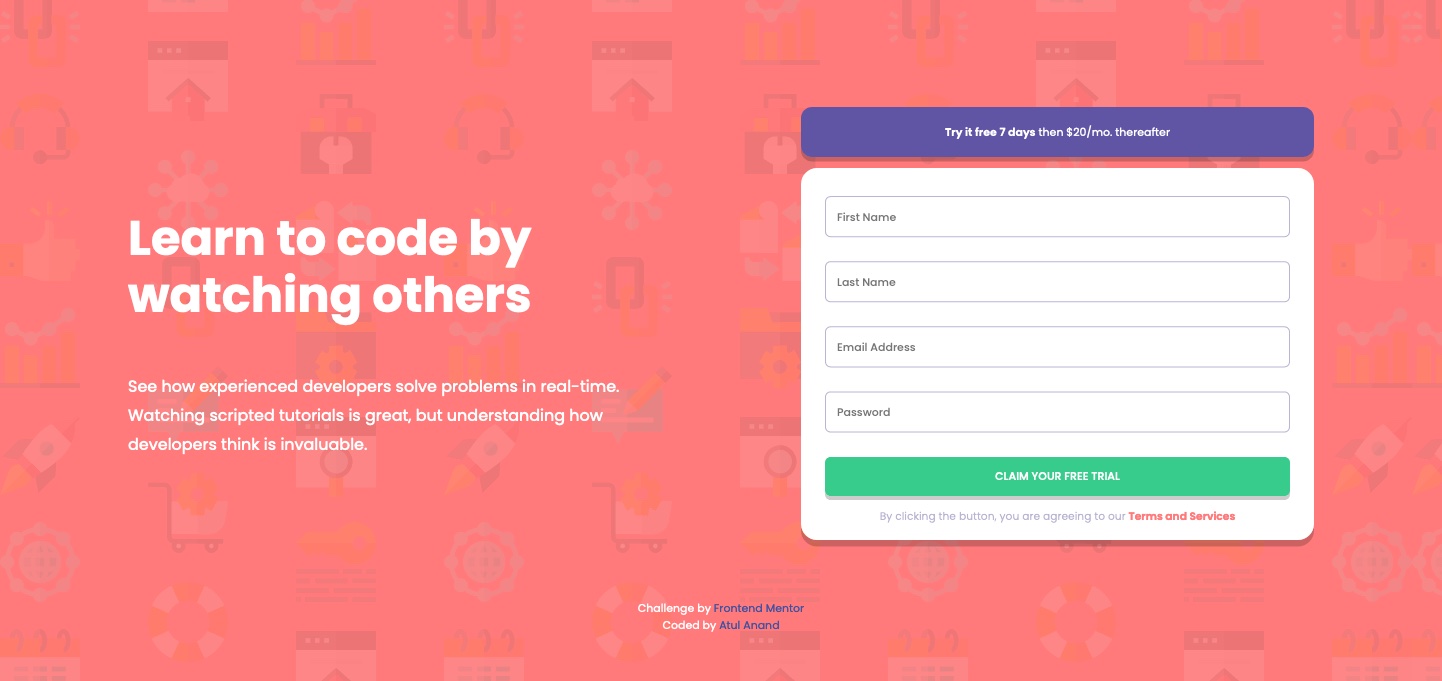 Learn to code by
watching others
See how experienced developers solve problems in real-time.
Watching scripted tutorials is great, but understanding how
developers think is invaluable.
Try it free 7 days then $20/mo. thereafter
First Name
Last Name
Email Address
Password
CLAIM YOUR FREE TRIAL
By clicking the button, you are agreeing to our Terms and Services
Challenge by Frontend Mentor
Coded by Atul Anand